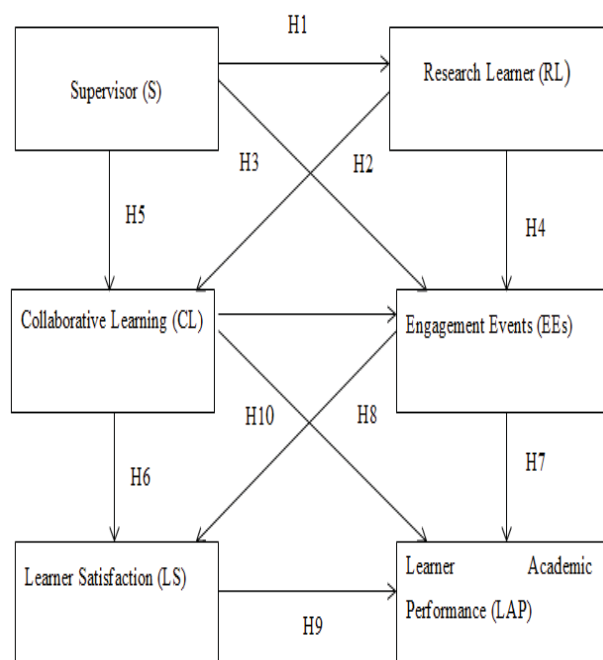 H1
Supervisor (S)
Research Learner (RL)
H3
H2
H5
H4
Collaborative Learning (CL)
Engagement Events (EEs)
H10
H8
H6
H7
Learner Satisfaction (LS)
Learner Academic
Performance (LAP)
H9